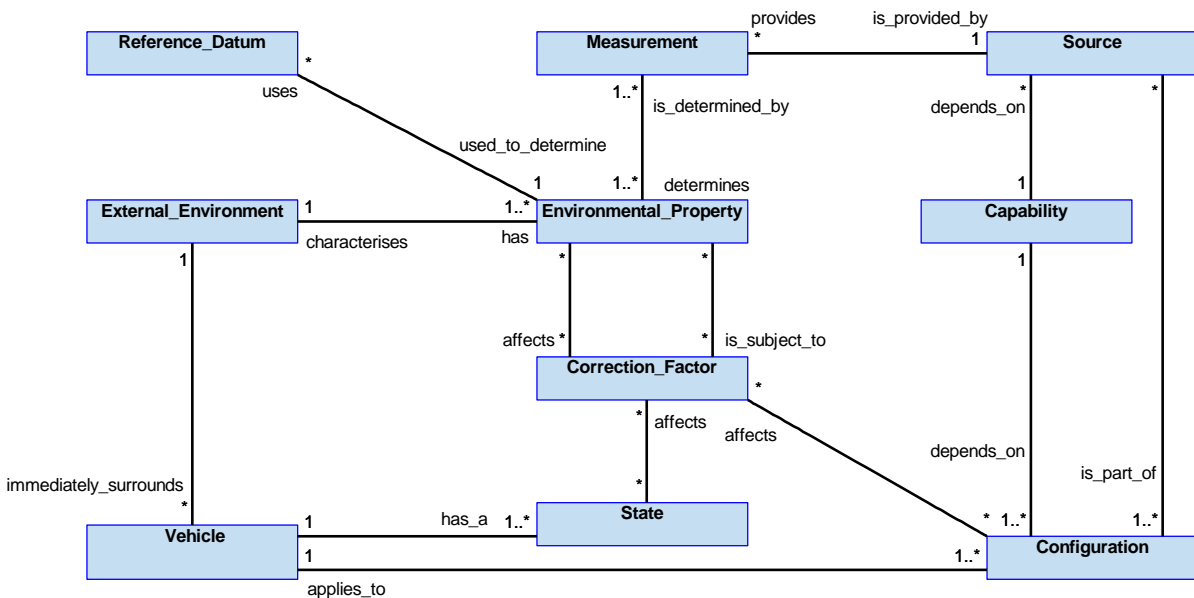 provides
is_provided_by
Reference_Datum
Measurement
*
1
Source
*
uses
1..*
is_determined_by
*
depends_on
*
used_to_determine
1
1..*
determines
1
External_Environment
1
1..*
Environmental_Property
Capability
characterises
has
1
*
*
1
affects
*
*
is_subject_to
Correction_Factor
*
*
affects
affects
depends_on
is_part_of
immediately_surrounds
*
*
1
has_a
1..*
State
*
1..*
1..*
Vehicle
1
1..*
Configuration
applies_to